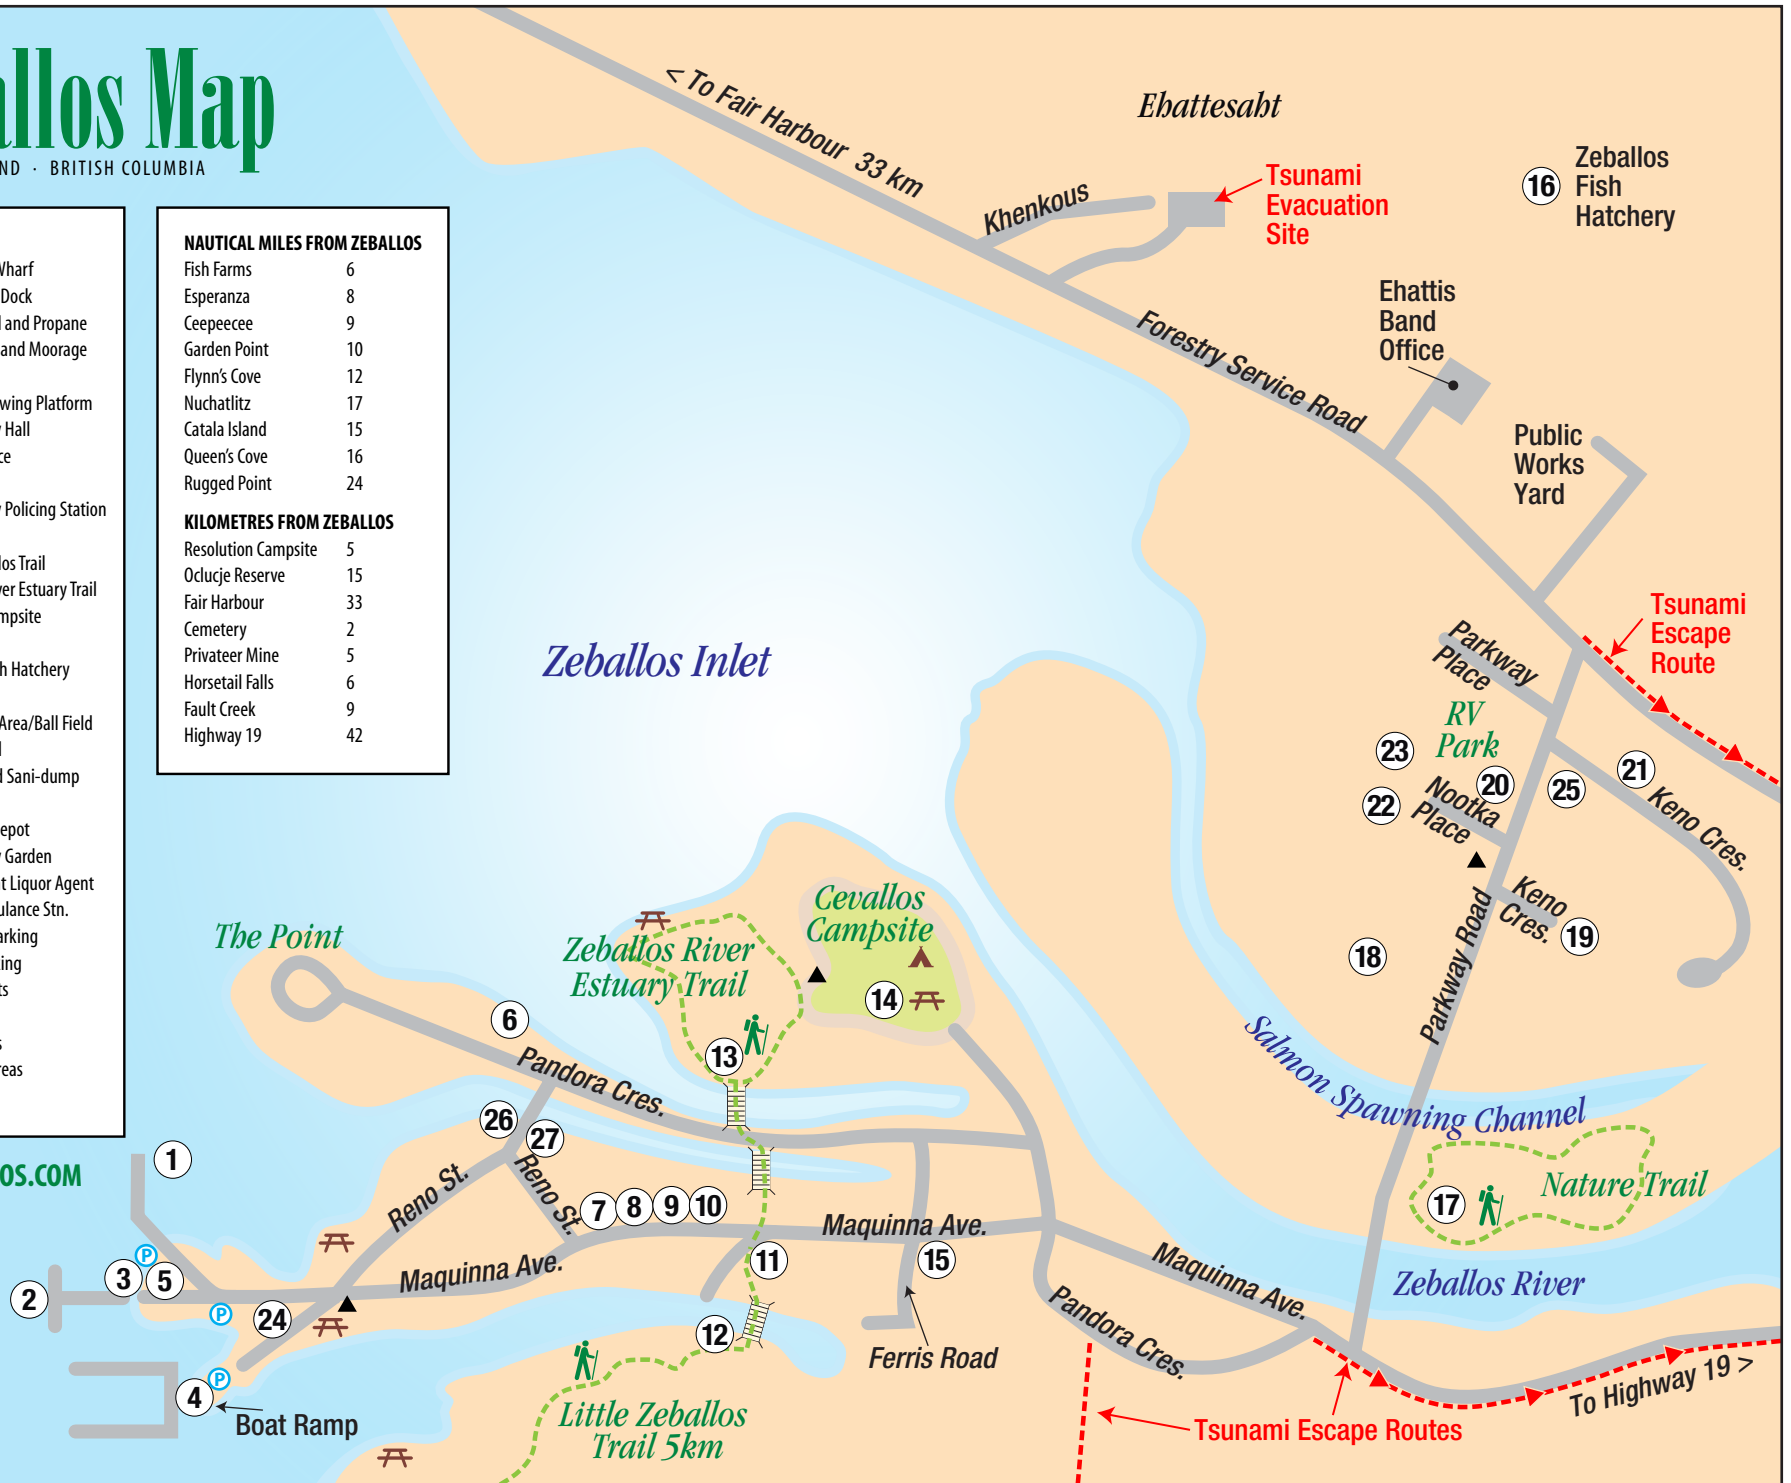 allos Map
ND · BRITISH COLUMBIA
Wharf
Dock
and Propane
and Moorage
wing Platform
Hall
ce
Policing Station
los Trail
ver Estuary Trail
mpsite
h Hatchery
Area/Ball Field
d Sani-dump
epot
Garden
t Liquor Agent
ulance Stn.
arking
ing
ts
s
reas
OS.COM
NAUTICAL MILES FROM ZEBALLOS
Fish Farms 6
Esperanza 8
Ceepeecee 9
Garden Point 10
Flynn's Cove 12
Nuchatlitz 17
Catala Island 15
Queen's Cove 16
Rugged Point 24
KILOMETRES FROM ZEBALLOS
Resolution Campsite 5
Oclucje Reserve 15
Fair Harbour 33
Cemetery 2
Privateer Mine 5
Horsetail Falls 6
Fault Creek 9
Highway 19 42
< To Fair Harbour 33 km
Ehattesaht
Khenkous
Tsunami
Evacuation
Site
16
Zeballos
Fish
Hatchery
Ehattis
Band
Office
Forestry Service Road
Public
Works
Yard
Tsunami
Escape
Route
Parkway
Place
RV
Park
23
22
20
25
21
Nootka
Place
Keno Cres.
Keno
Cres.
19
18
Parkway Road
Zeballos Inlet
Cevallos
Campsite
14
The Point
Zeballos River
Estuary Trail
13
6
Pandora Cres.
26
27
Reno St.
Reno St.
7
8
9
10
Maquinna Ave.
Maquinna Ave.
11
15
12
Ferris Road
Salmon Spawning Channel
17
Nature Trail
Zeballos River
Maquinna Ave.
Pandora Cres.
To Highway 19 >
Tsunami Escape Routes
1
P
3
5
2
P
24
P
4
Boat Ramp
Little Zeballos
Trail 5km